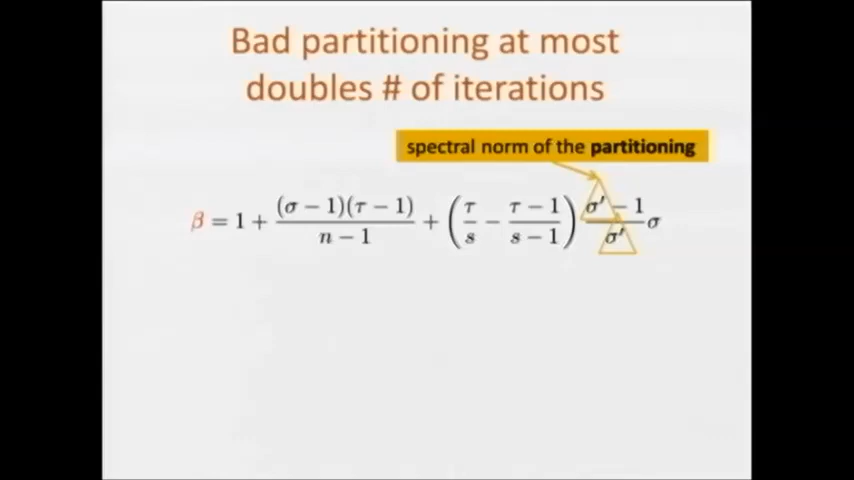 Bad partitioning at most
doubles # of iterations
spectral norm of the partitioning
β = 1 + (σ − 1)(τ − 1) / (n − 1) + (τ/s − (τ − 1)/(s − 1)) (σ′ − 1)/σ′ σ